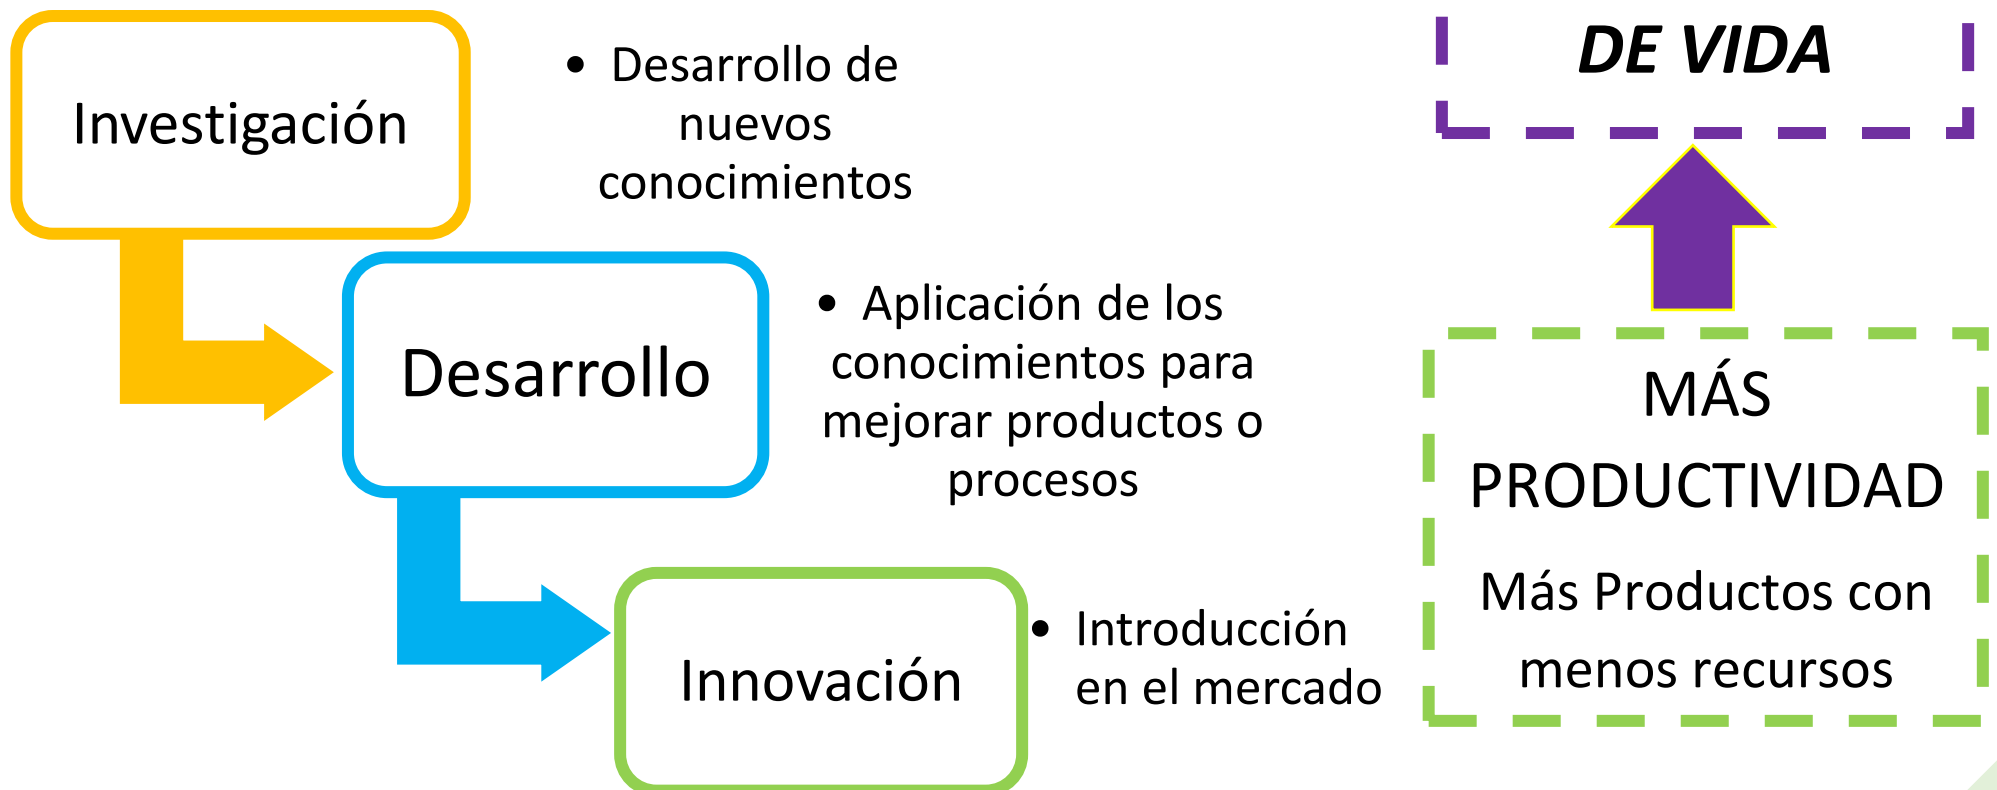 Investigación
• Desarrollo de
nuevos
conocimientos
Desarrollo
• Aplicación de los
conocimientos para
mejorar productos o
procesos
Innovación
• Introducción
en el mercado
DE VIDA
MÁS
PRODUCTIVIDAD
Más Productos con
menos recursos